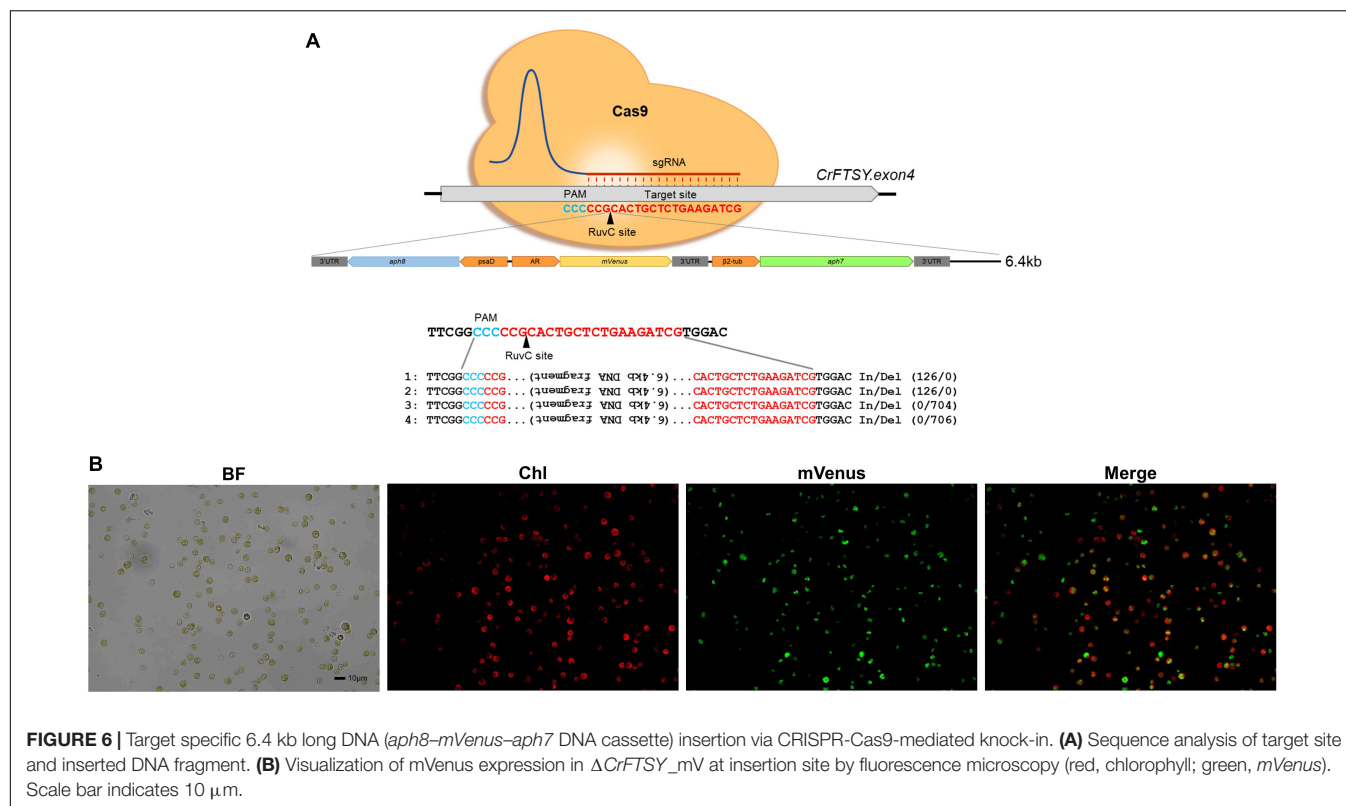 A
Cas9
sgRNA
CrFTSY.exon4
PAM
Target site
CCCCCGCACTGCTCTGAAGATCG
RuvC site
3'UTR aph8 psaD AR mVenus 3'UTR β2-tub aph7 3'UTR 6.4kb
PAM
TTCGGCCCCCGCACTGCTCTGAAGATCGTGGAC
RuvC site
1: TTCGGCCCCCG...(6.4kb DNA fragment)...CACTGCTCTGAAGATCGTGGAC In/Del (126/0)
2: TTCGGCCCCCG...(6.4kb DNA fragment)...CACTGCTCTGAAGATCGTGGAC In/Del (126/0)
3: TTCGGCCCCCG...(6.4kb DNA fragment)...CACTGCTCTGAAGATCGTGGAC In/Del (0/704)
4: TTCGGCCCCCG...(6.4kb DNA fragment)...CACTGCTCTGAAGATCGTGGAC In/Del (0/706)
B
BF Chl mVenus Merge
10μm
FIGURE 6 | Target specific 6.4 kb long DNA (aph8–mVenus–aph7 DNA cassette) insertion via CRISPR-Cas9-mediated knock-in. (A) Sequence analysis of target site
and inserted DNA fragment. (B) Visualization of mVenus expression in ΔCrFTSY_mV at insertion site by fluorescence microscopy (red, chlorophyll; green, mVenus).
Scale bar indicates 10 μm.